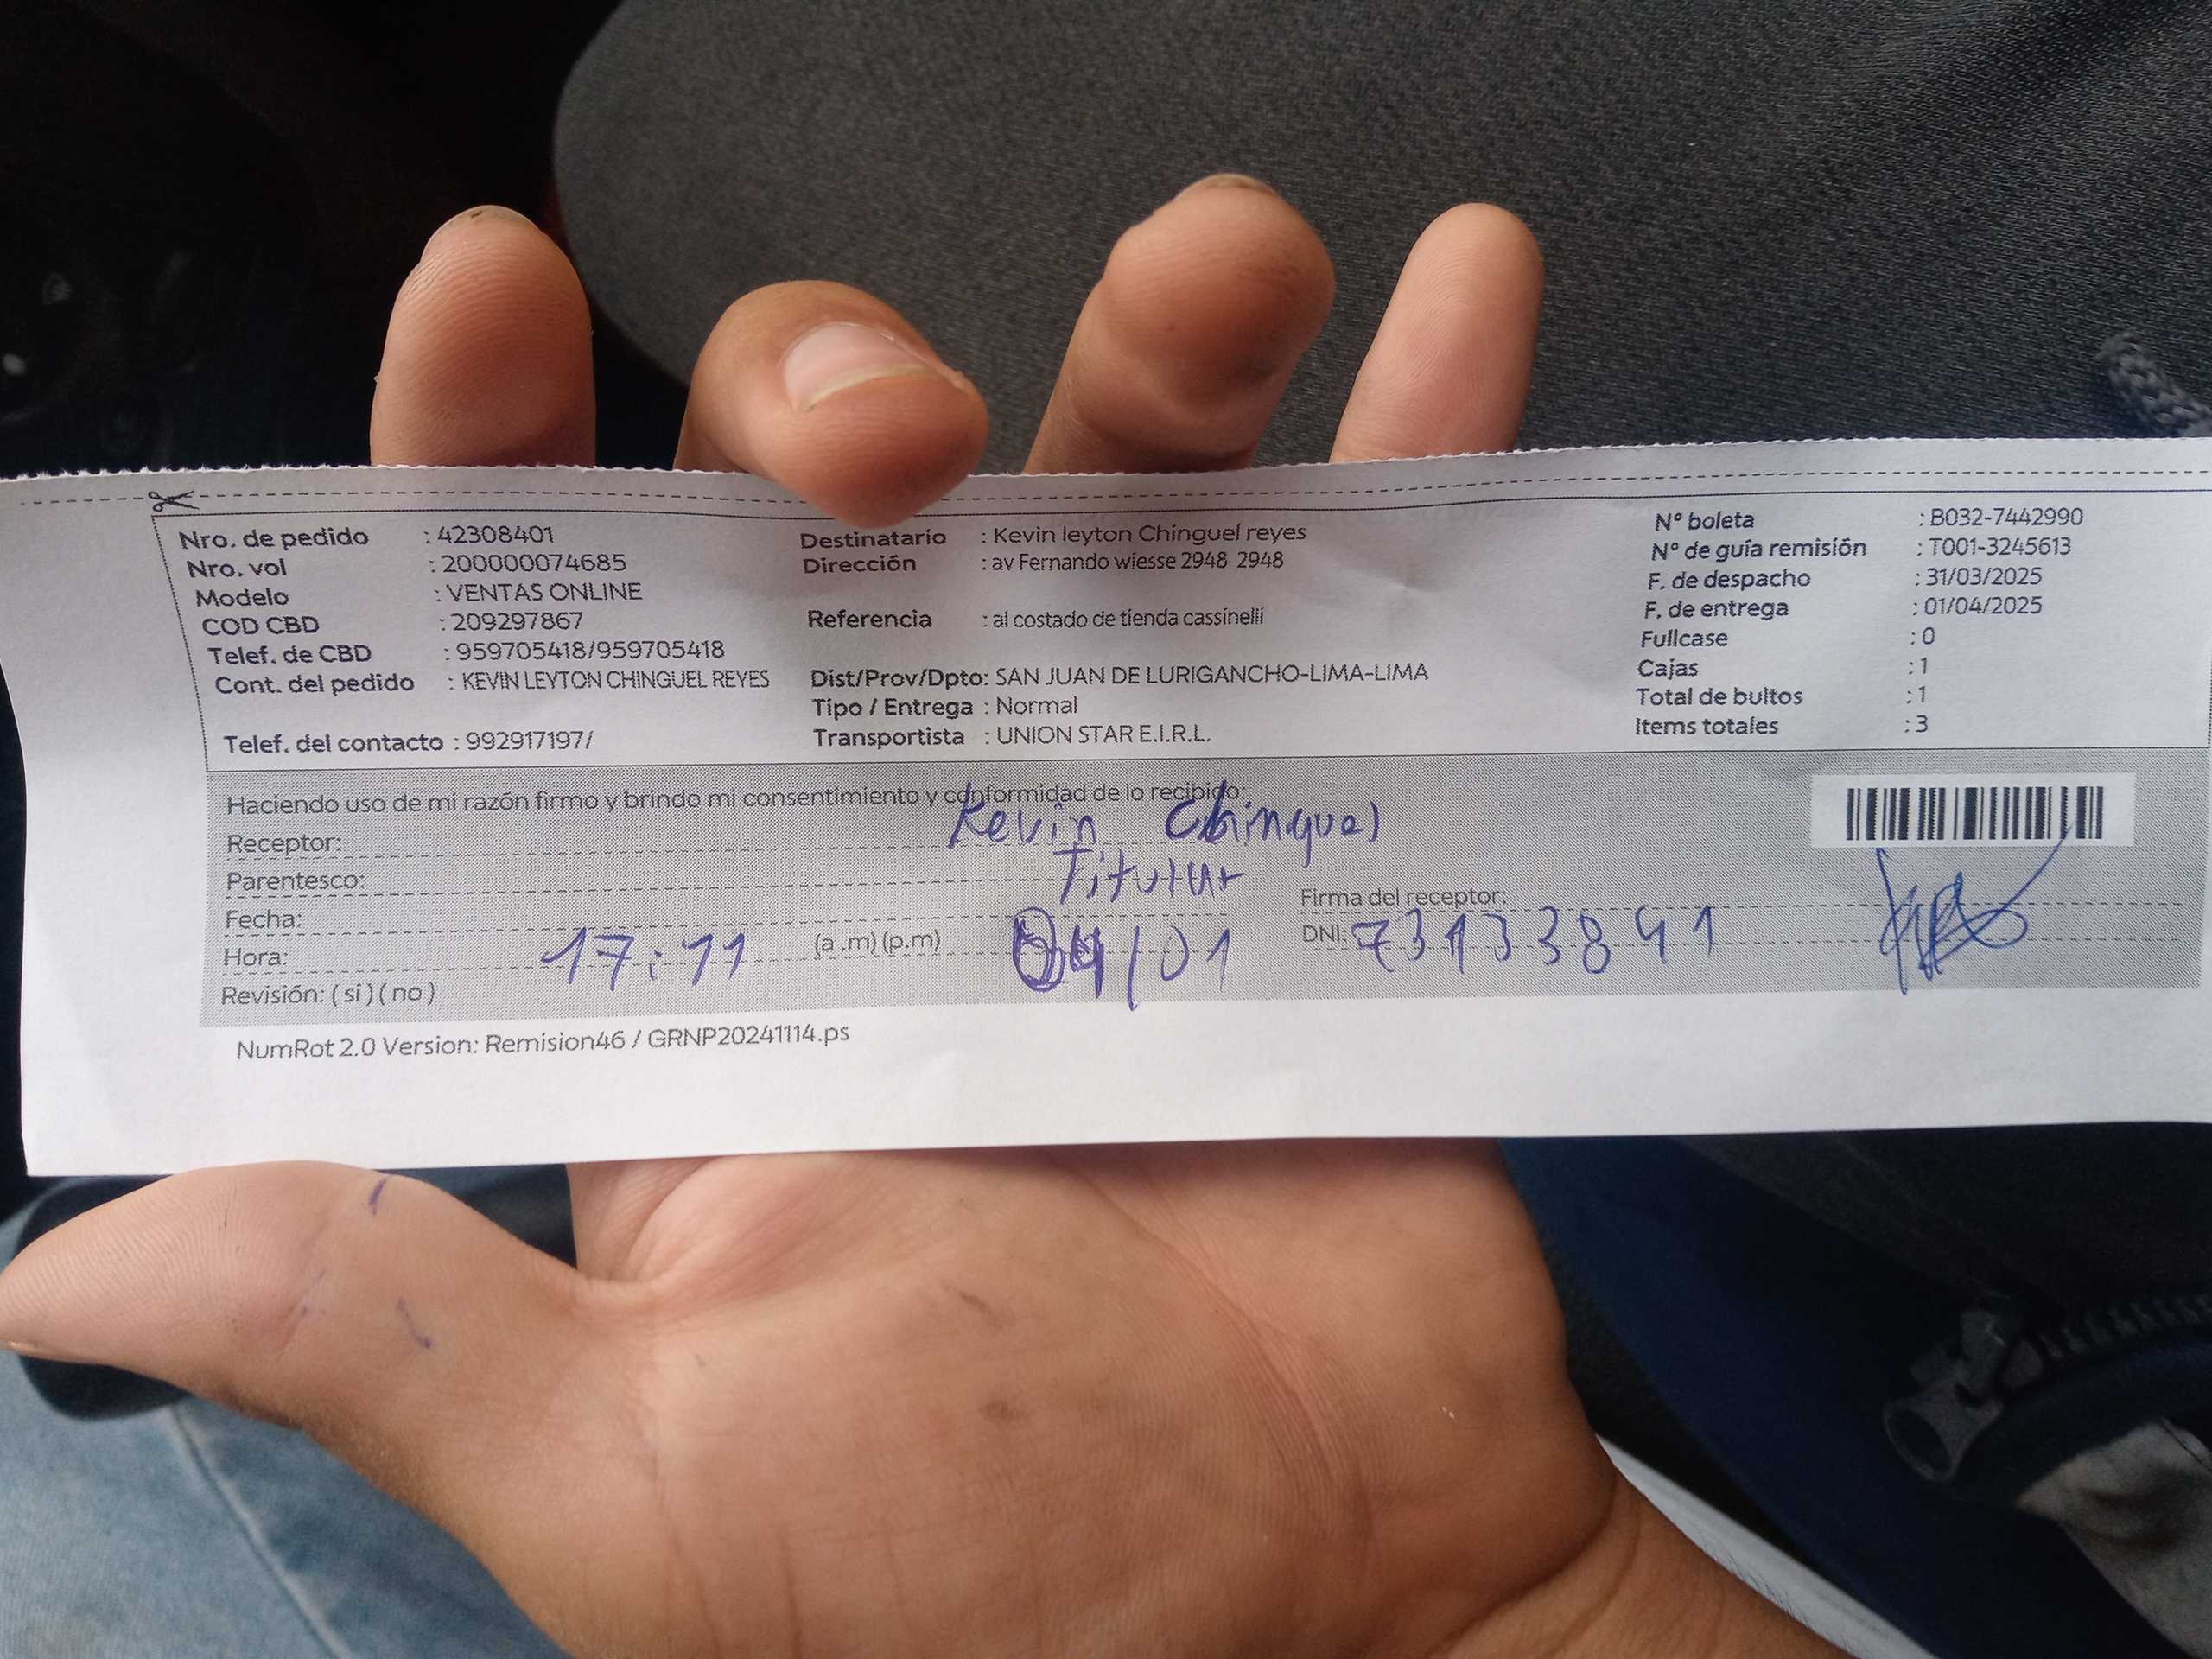 Nro. de pedido : 42308401
Nro. vol : 200000074685
Modelo : VENTAS ONLINE
COD CBD : 209297867
Telef. de CBD : 959705418/959705418
Cont. del pedido : KEVIN LEYTON CHINGUEL REYES
Telef. del contacto : 992917197/
Destinatario : Kevin leyton Chinguel reyes
Dirección : av Fernando wiesse 2948 2948
Referencia : al costado de tienda cassinelli
Dist/Prov/Dpto: SAN JUAN DE LURIGANCHO-LIMA-LIMA
Tipo / Entrega : Normal
Transportista : UNION STAR E.I.R.L.
N° boleta : B032-7442990
N° de guía remisión : T001-3245613
F. de despacho : 31/03/2025
F. de entrega : 01/04/2025
Fullcase : 0
Cajas : 1
Total de bultos : 1
Items totales : 3
Haciendo uso de mi razón firmo y brindo mi consentimiento y conformidad de lo recibido:
Receptor: Kevin Chinguel
Parentesco: Titular
Fecha:
Hora: 17:11 (a .m) (p.m) 04/01
Revisión: ( si ) ( no )
Firma del receptor:
DNI: 73133841
NumRot 2.0 Version: Remision46 / GRNP20241114.ps